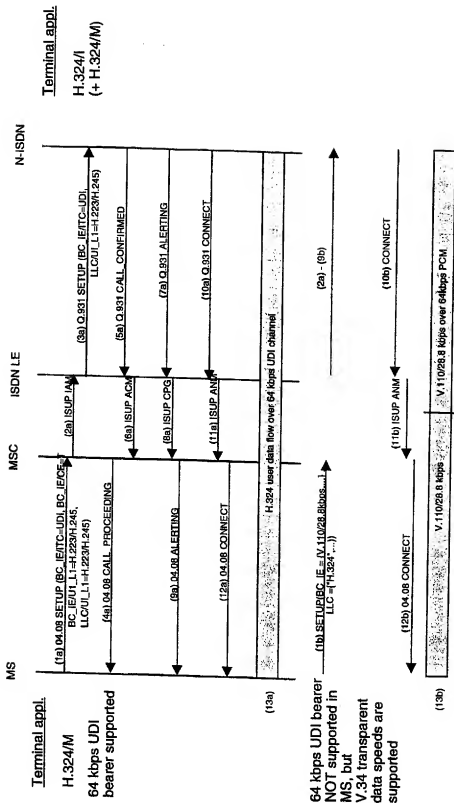 Terminal appl.
MS
MSC
ISDN LE
N-ISDN
Terminal appl.
H.324/M
H.324/I
(+ H.324/M)
64 kbps UDI
bearer supported
(1a) 04.08 SETUP (BC_IE/ITC=UDI, BC_IE/CE=T
BC_IE/U1_L1=H.223/H.245,
LLC/UI_L1=H.223/H.245)
(2a) ISUP IAM
(3a) Q.931 SETUP /BC_IE/ITC=UDI,
LLC/UI_L1=H.223/H.245)
(4a) 04.08 CALL_PROCEEDING
(5a) Q.931 CALL_CONFIRMED
(6a) ISUP ACM
(7a) Q.931 ALERTING
(8a) ISUP CPG
(9a) 04.08 ALERTING
(10a) Q.931 CONNECT
(11a) ISUP ANM
(12a) 04.08 CONNECT
(13a)
H.324 user data flow over 64 kbps UDI channel
64 kbps UDI bearer
NOT supported in
MS, but
V.34 transparent
data speeds are
supported
(1b) SETUP/BC_IE = (V.110/28.8kbps,...]
LLC =["H.324",...))
(2a) - (9b)
(10b) CONNECT
(11b) ISUP ANM
(12b) 04.08 CONNECT
(13b)
V.110/28.8 kbps
V.110/28.8 kbps over 64kbps PCM